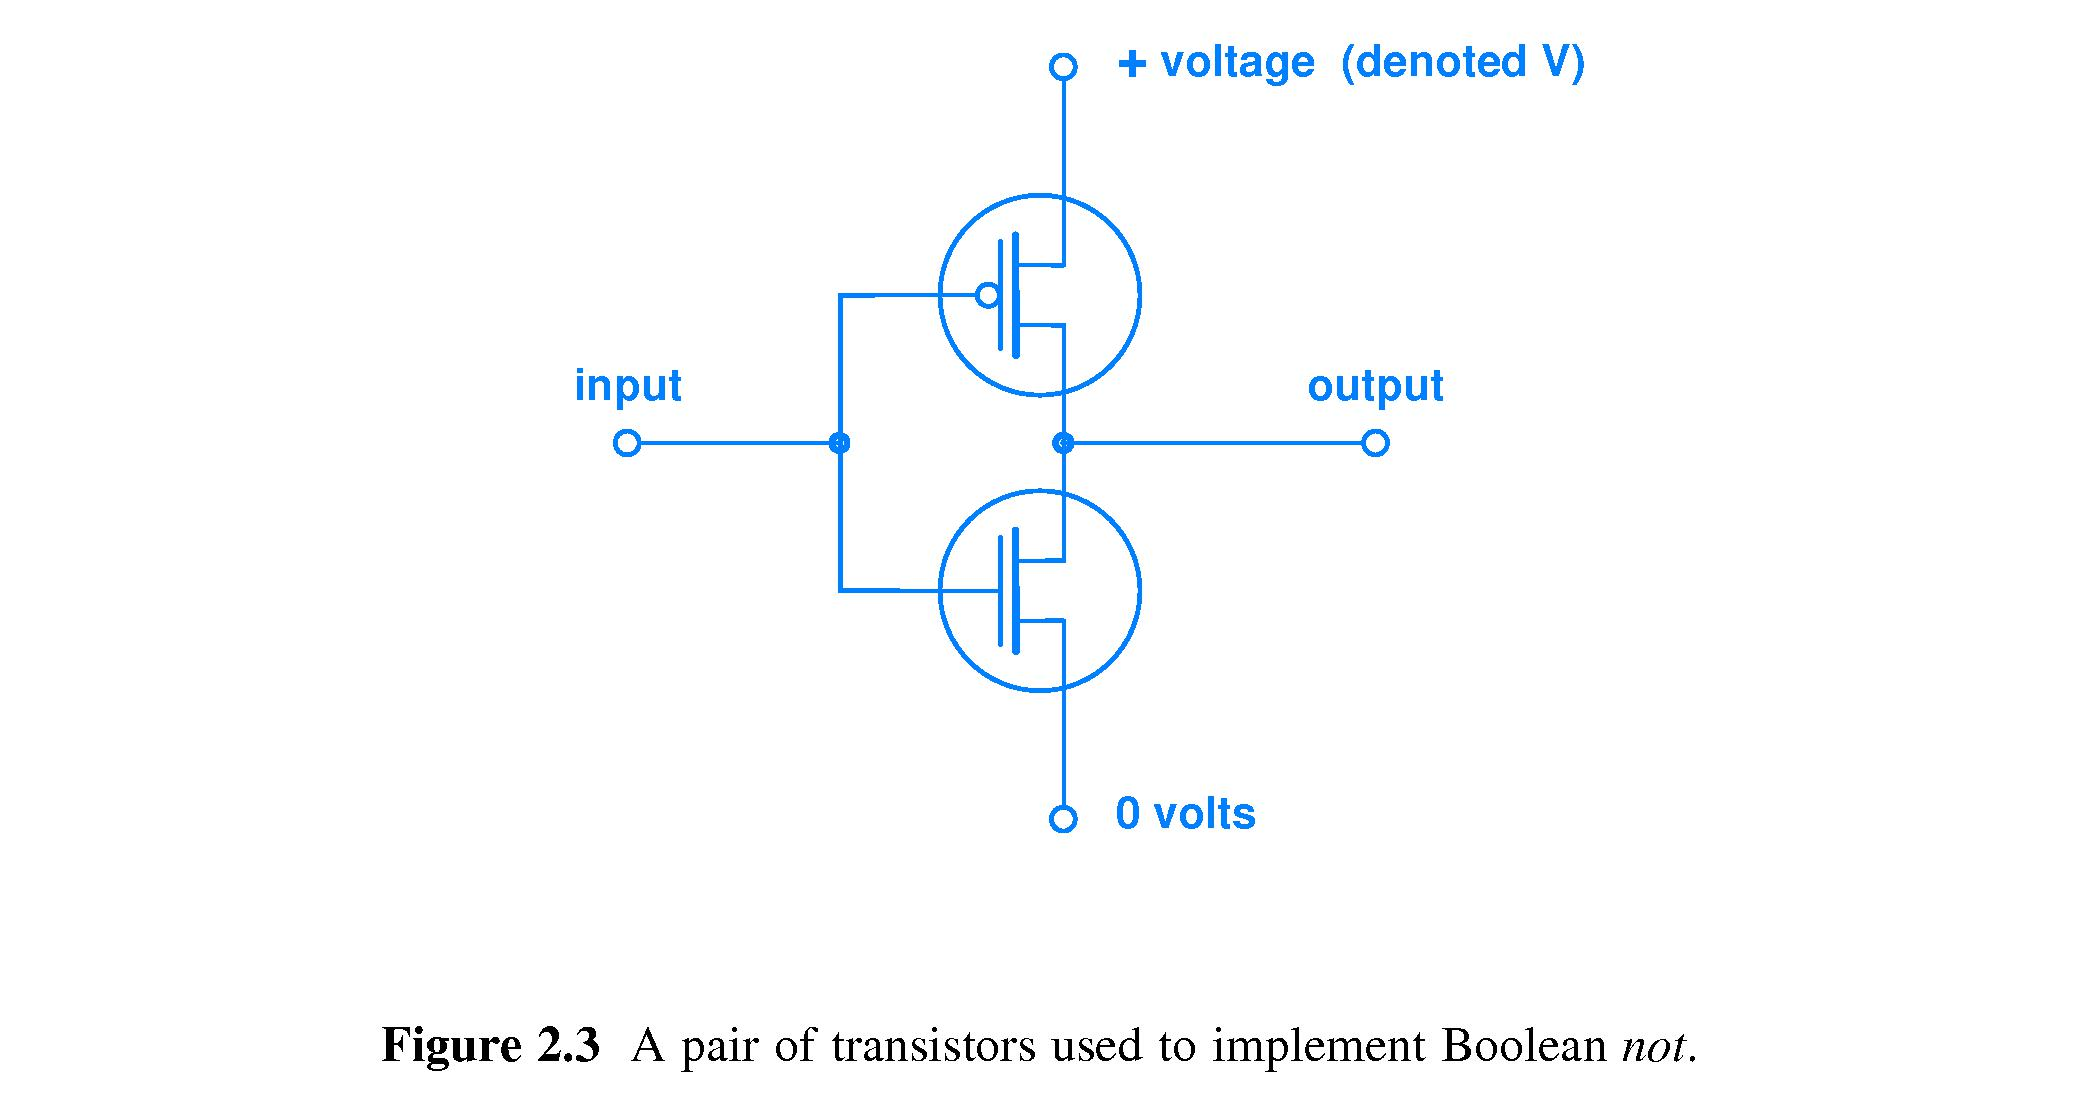 + voltage (denoted V)
input
output
0 volts
Figure 2.3 A pair of transistors used to implement Boolean not.